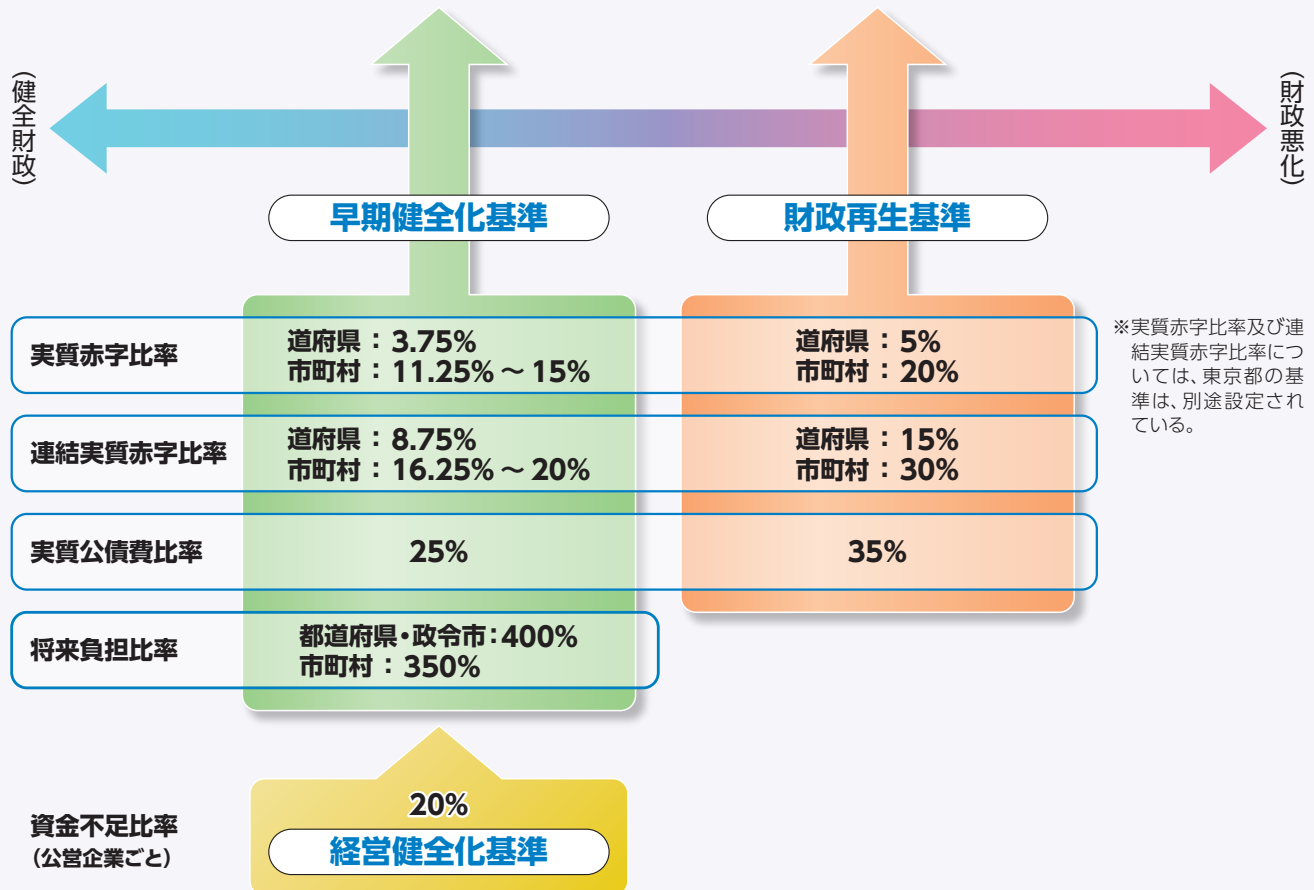 (健全財政)
(財政悪化)
早期健全化基準
財政再生基準
実質赤字比率
道府県：3.75%
市町村：11.25%～15%
道府県：5%
市町村：20%
※実質赤字比率及び連
結実質赤字比率につ
いては、東京都の基
準は、別途設定され
ている。
連結実質赤字比率
道府県：8.75%
市町村：16.25%～20%
道府県：15%
市町村：30%
実質公債費比率
25%
35%
将来負担比率
都道府県・政令市：400%
市町村：350%
資金不足比率
(公営企業ごと)
20%
経営健全化基準